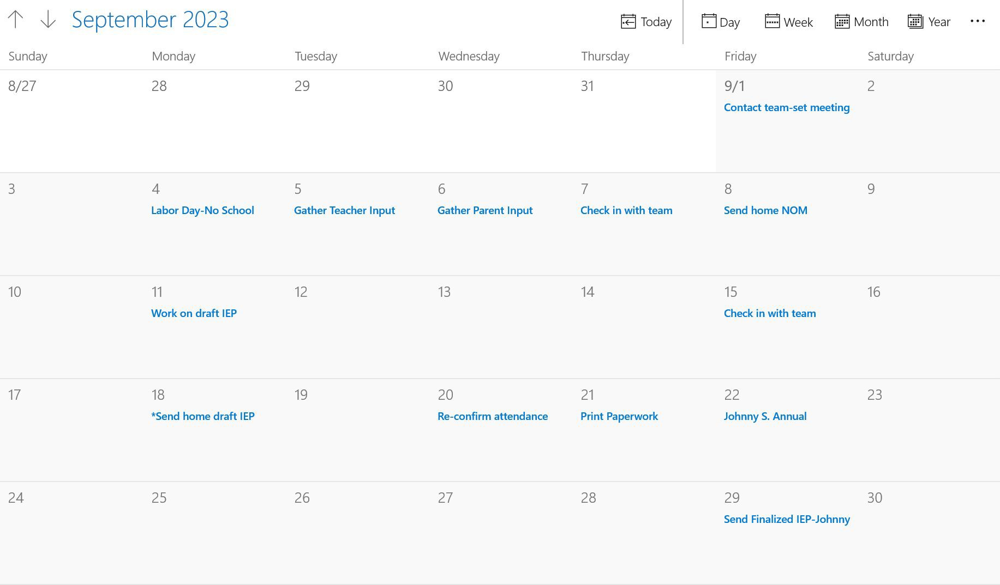 September 2023
Today
Day
Week
Month
Year
Sunday Monday Tuesday Wednesday Thursday Friday Saturday
8/27 28 29 30 31 9/1 2
Contact team-set meeting
3 4 5 6 7 8 9
Labor Day-No School Gather Teacher Input Gather Parent Input Check in with team Send home NOM
10 11 12 13 14 15 16
Work on draft IEP Check in with team
17 18 19 20 21 22 23
*Send home draft IEP Re-confirm attendance Print Paperwork Johnny S. Annual
24 25 26 27 28 29 30
Send Finalized IEP-Johnny